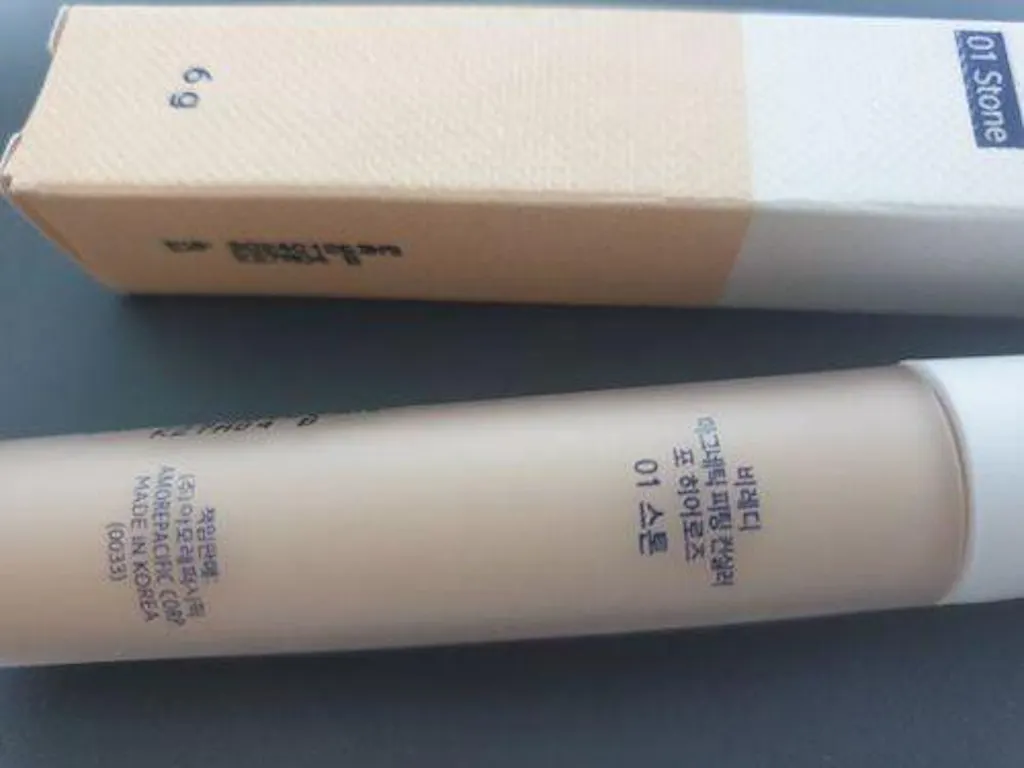 6g
01 Stone
비레디
마그네틱 피팅 컨실러
포 히어로즈
01 스톤
책임판매:
(주)아모레퍼시픽
AMOREPACIFIC CORP
MADE IN KOREA
(0033)